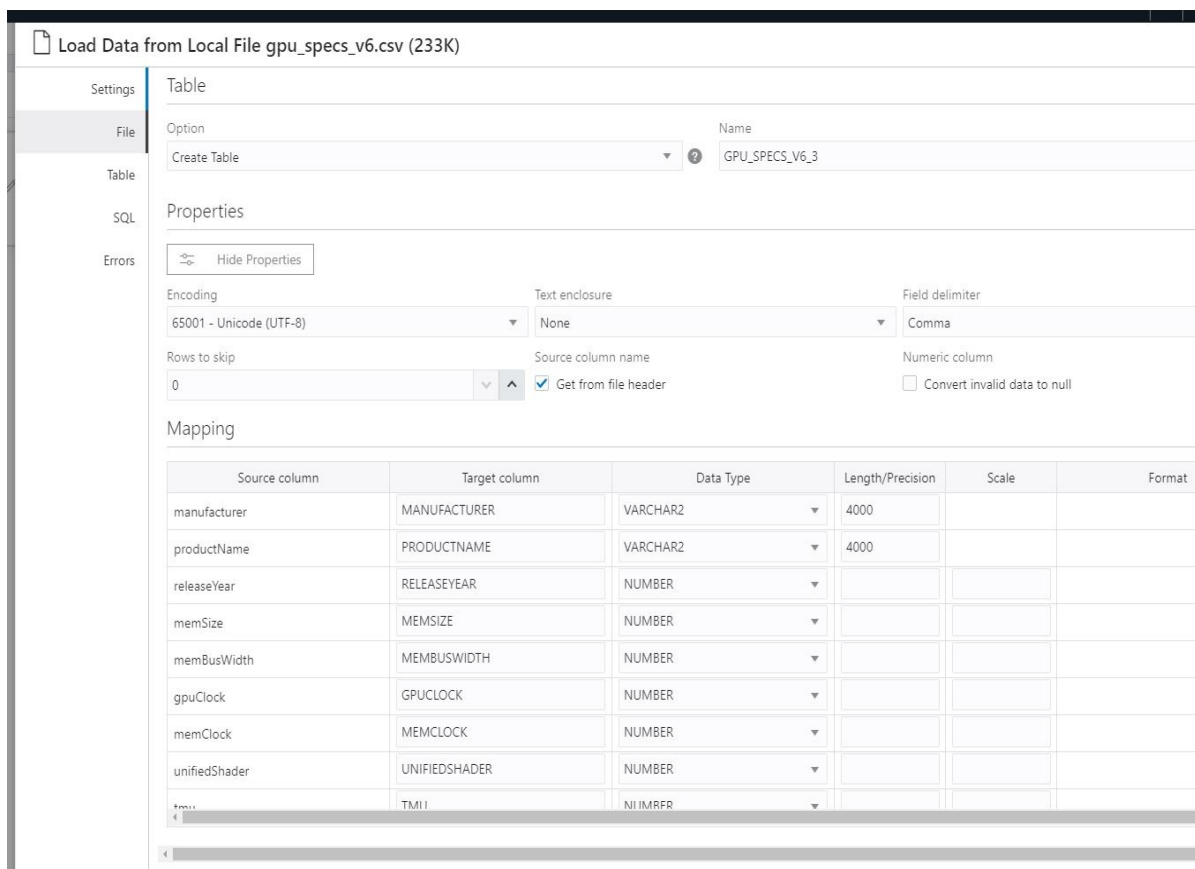 Load Data from Local File gpu_specs_v6.csv (233K)
Settings
File
Table
SQL
Errors
Table
Option
Name
Create Table
GPU_SPECS_V6_3
Properties
Hide Properties
Encoding
Text enclosure
Field delimiter
65001 - Unicode (UTF-8)
None
Comma
Rows to skip
Source column name
Numeric column
0
Get from file header
Convert invalid data to null
Mapping
Source column Target column Data Type Length/Precision Scale Format
manufacturer MANUFACTURER VARCHAR2 4000
productName PRODUCTNAME VARCHAR2 4000
releaseYear RELEASEYEAR NUMBER
memSize MEMSIZE NUMBER
memBusWidth MEMBUSWIDTH NUMBER
gpuClock GPUCLOCK NUMBER
memClock MEMCLOCK NUMBER
unifiedShader UNIFIEDSHADER NUMBER
tmu TMU NUMBER